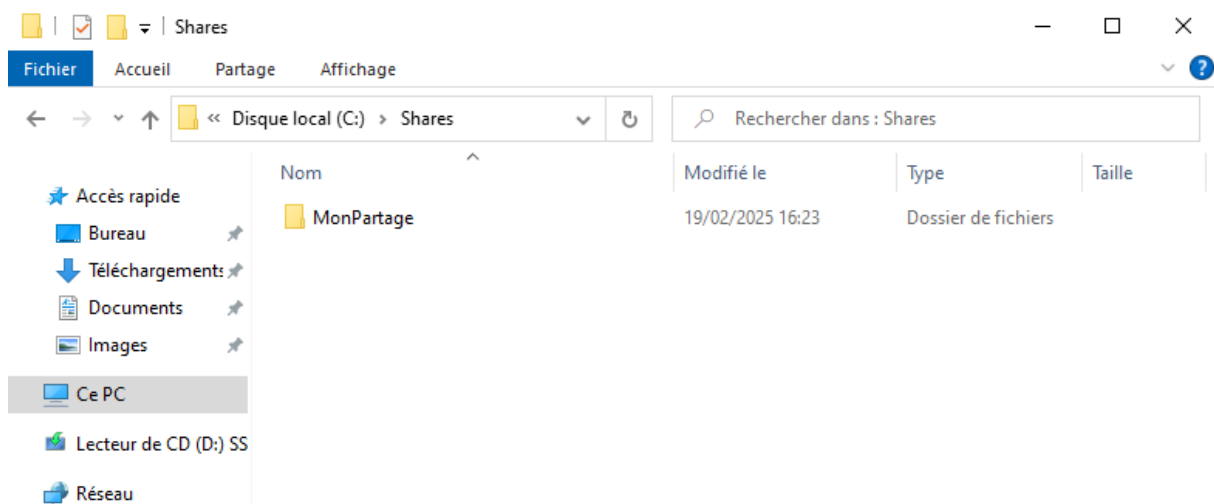 Shares
Fichier Accueil Partage Affichage ?
« Disque local (C:) > Shares Rechercher dans : Shares
Nom Modifié le Type Taille
Accès rapide
MonPartage 19/02/2025 16:23 Dossier de fichiers
Bureau
Téléchargements
Documents
Images
Ce PC
Lecteur de CD (D:) SS
Réseau